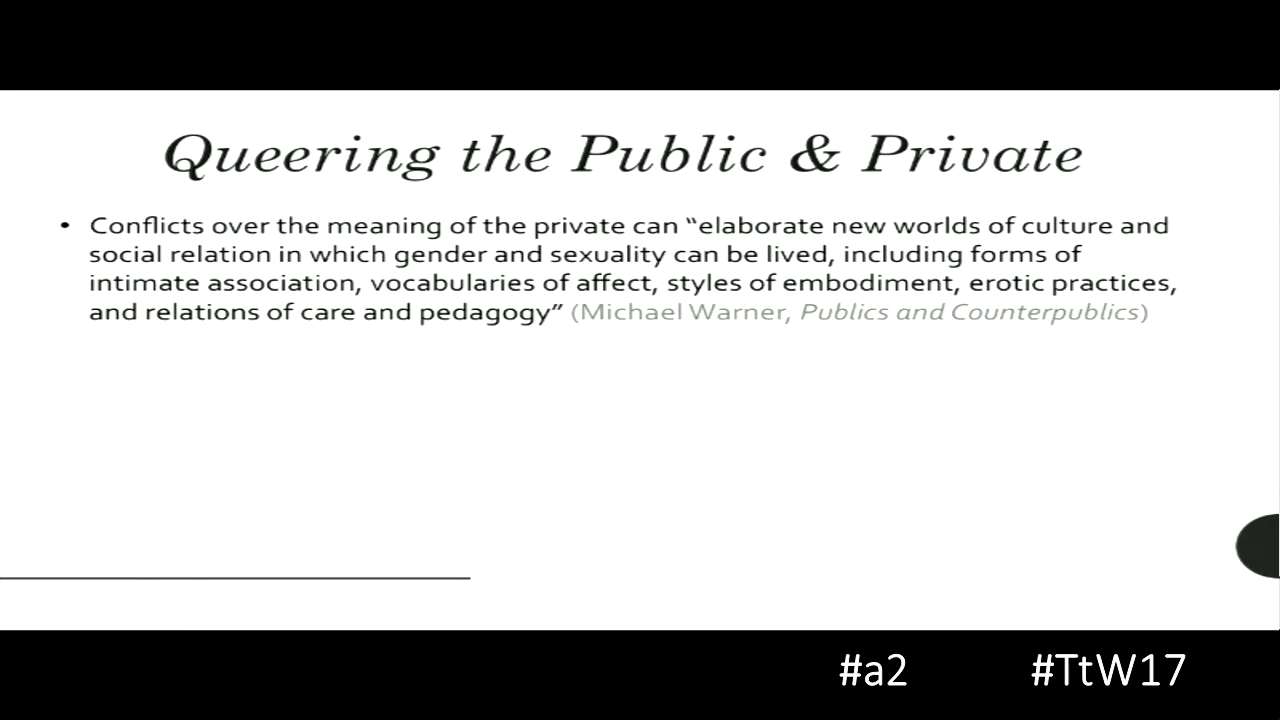 Queering the Public & Private
• Conflicts over the meaning of the private can “elaborate new worlds of culture and
social relation in which gender and sexuality can be lived, including forms of
intimate association, vocabularies of affect, styles of embodiment, erotic practices,
and relations of care and pedagogy” (Michael Warner, Publics and Counterpublics)
#a2 #TtW17